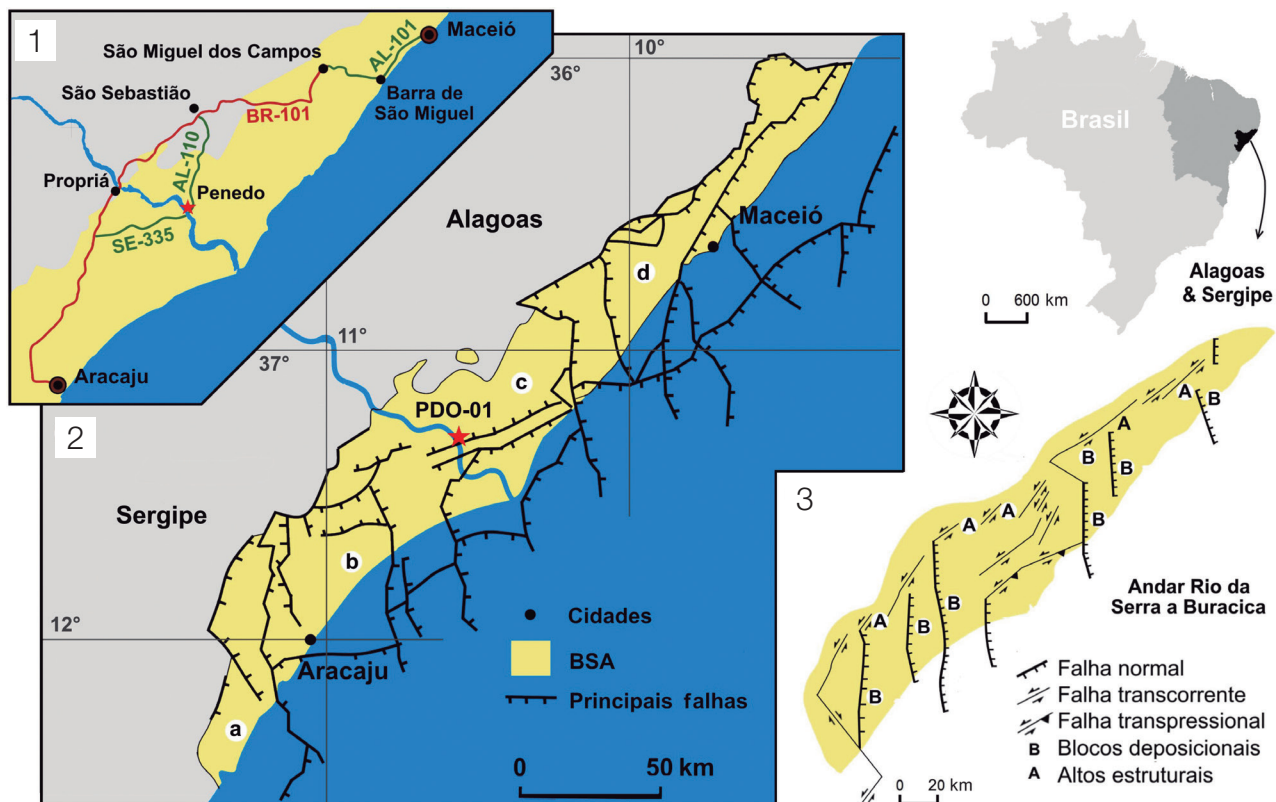 1
Maceió
AL-101
São Miguel dos Campos
São Sebastião
BR-101
Barra de
São Miguel
AL-110
Propriá
Penedo
SE-335
Aracaju
2
10°
36°
Alagoas
Maceió
d
11°
37°
c
PDO-01
Sergipe
b
12°
Aracaju
a
Cidades
BSA
Principais falhas
0 50 km
Brasil
0 600 km
Alagoas
& Sergipe
3
A
B
A
B
B
A
A
B
B
A
B
B
Andar Rio da
Serra a Buracica
Falha normal
Falha transcorrente
Falha transpressional
B Blocos deposicionais
A Altos estruturais
0 20 km